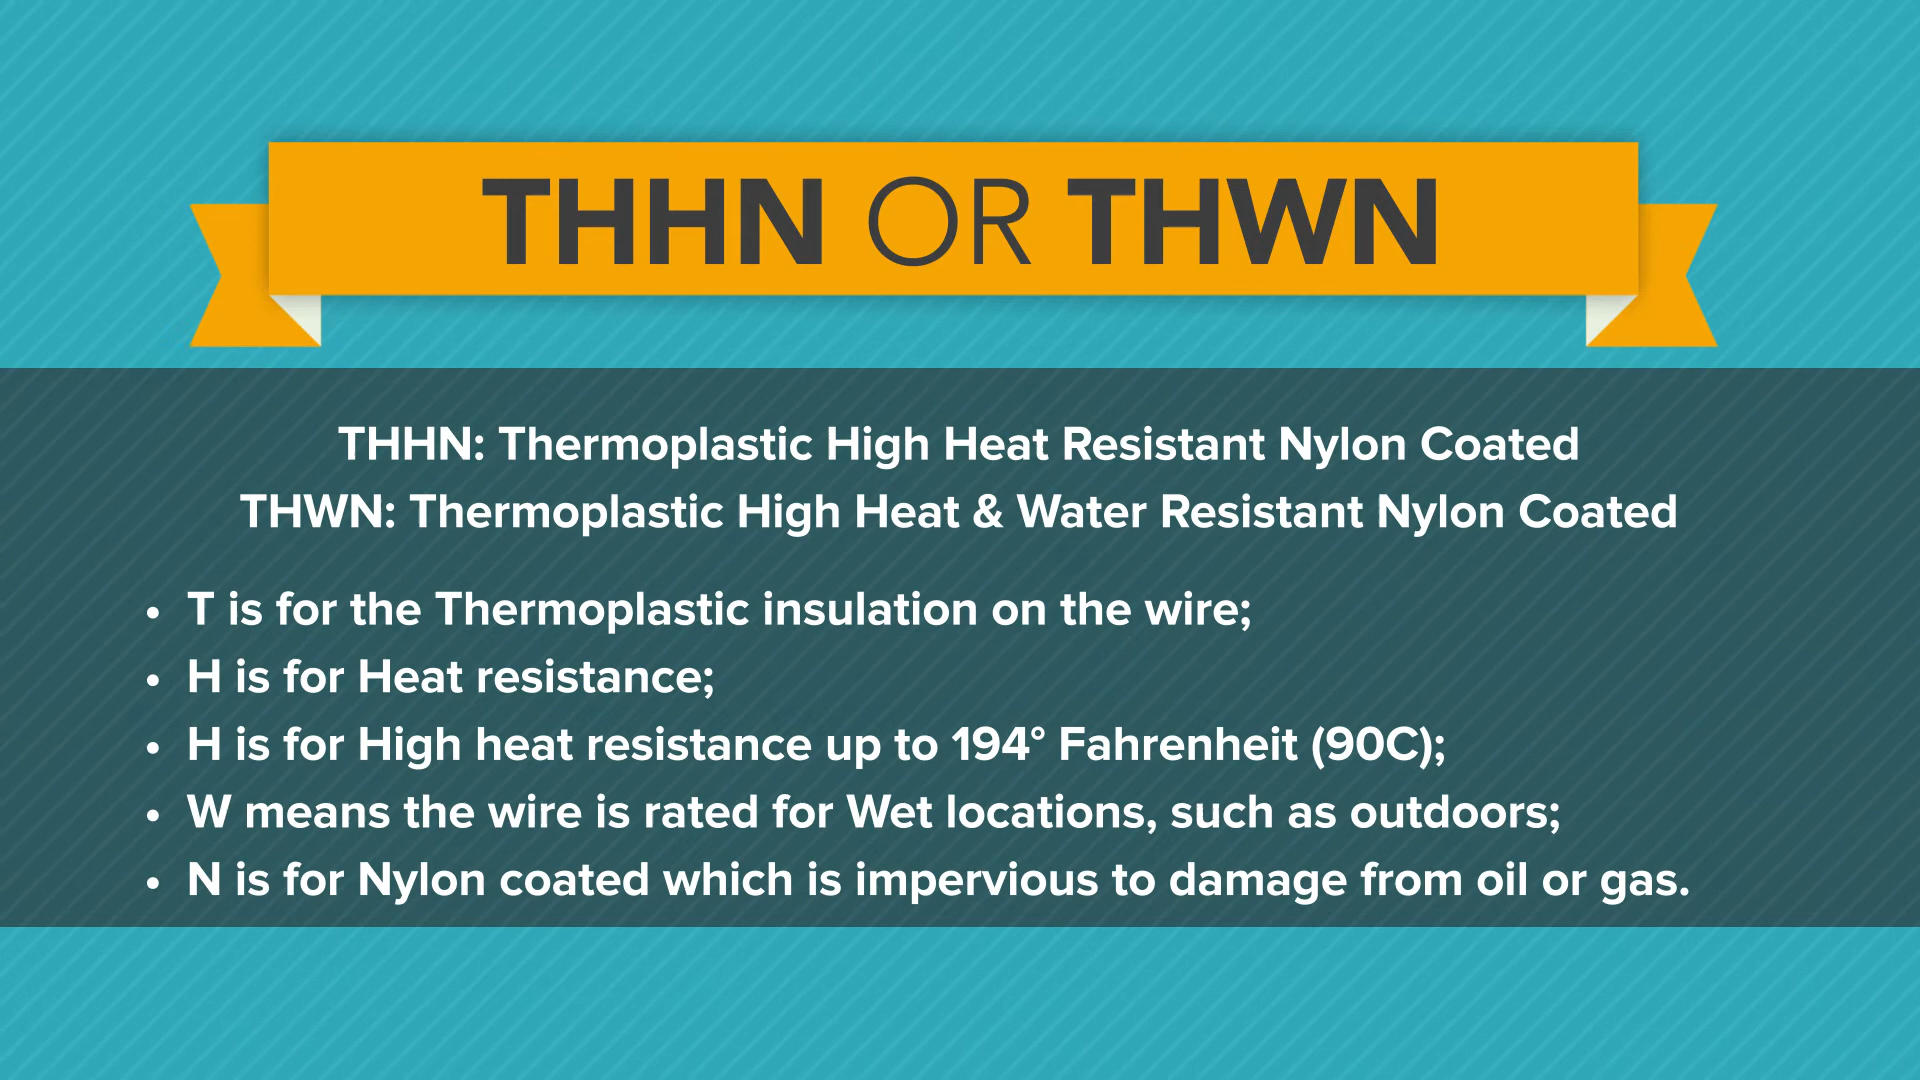 THHN OR THWN
THHN: Thermoplastic High Heat Resistant Nylon Coated
THWN: Thermoplastic High Heat & Water Resistant Nylon Coated
• T is for the Thermoplastic insulation on the wire;
• H is for Heat resistance;
• H is for High heat resistance up to 194° Fahrenheit (90C);
• W means the wire is rated for Wet locations, such as outdoors;
• N is for Nylon coated which is impervious to damage from oil or gas.